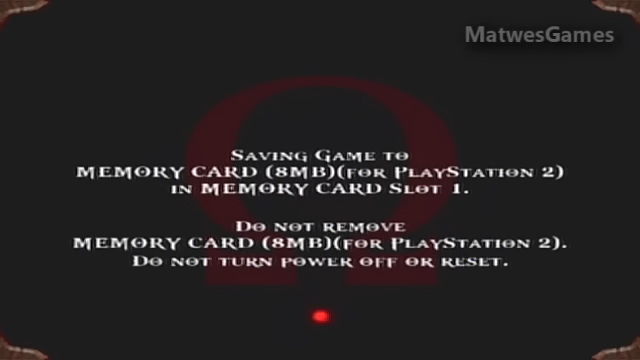 MatwesGames
Saving Game to
MEMORY CARD (8MB)(for PlayStation 2)
in MEMORY CARD Slot 1.
Do not remove
MEMORY CARD (8MB)(for PlayStation 2).
Do not turn power off or reset.